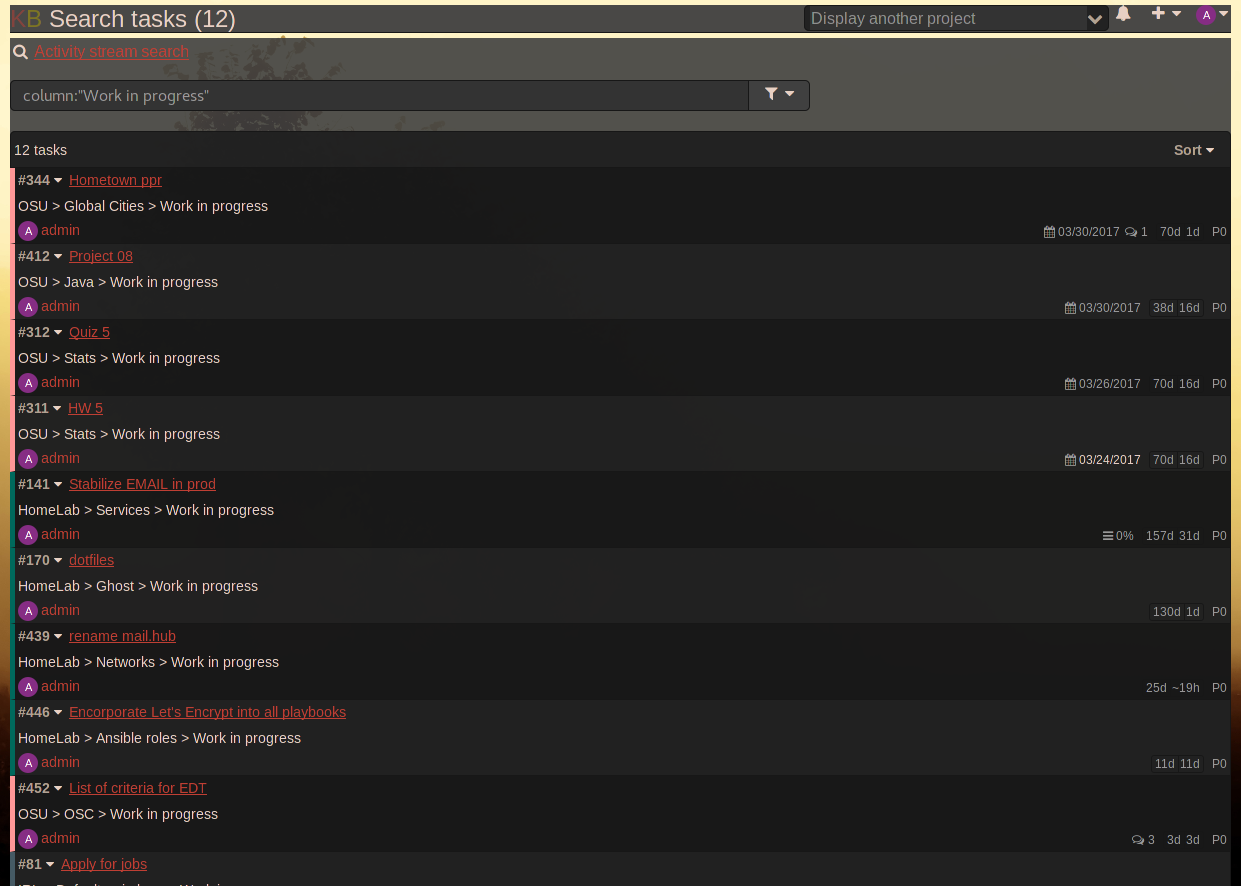 KB Search tasks (12) Display another project A
Activity stream search
column:"Work in progress"
12 tasks Sort
#344 Hometown ppr
OSU > Global Cities > Work in progress
A admin 03/30/2017 1 70d 1d P0
#412 Project 08
OSU > Java > Work in progress
A admin 03/30/2017 38d 16d P0
#312 Quiz 5
OSU > Stats > Work in progress
A admin 03/26/2017 70d 16d P0
#311 HW 5
OSU > Stats > Work in progress
A admin 03/24/2017 70d 16d P0
#141 Stabilize EMAIL in prod
HomeLab > Services > Work in progress
A admin 0% 157d 31d P0
#170 dotfiles
HomeLab > Ghost > Work in progress
A admin 130d 1d P0
#439 rename mail.hub
HomeLab > Networks > Work in progress
A admin 25d ~19h P0
#446 Encorporate Let's Encrypt into all playbooks
HomeLab > Ansible roles > Work in progress
A admin 11d 11d P0
#452 List of criteria for EDT
OSU > OSC > Work in progress
A admin 3 3d 3d P0
#81 Apply for jobs